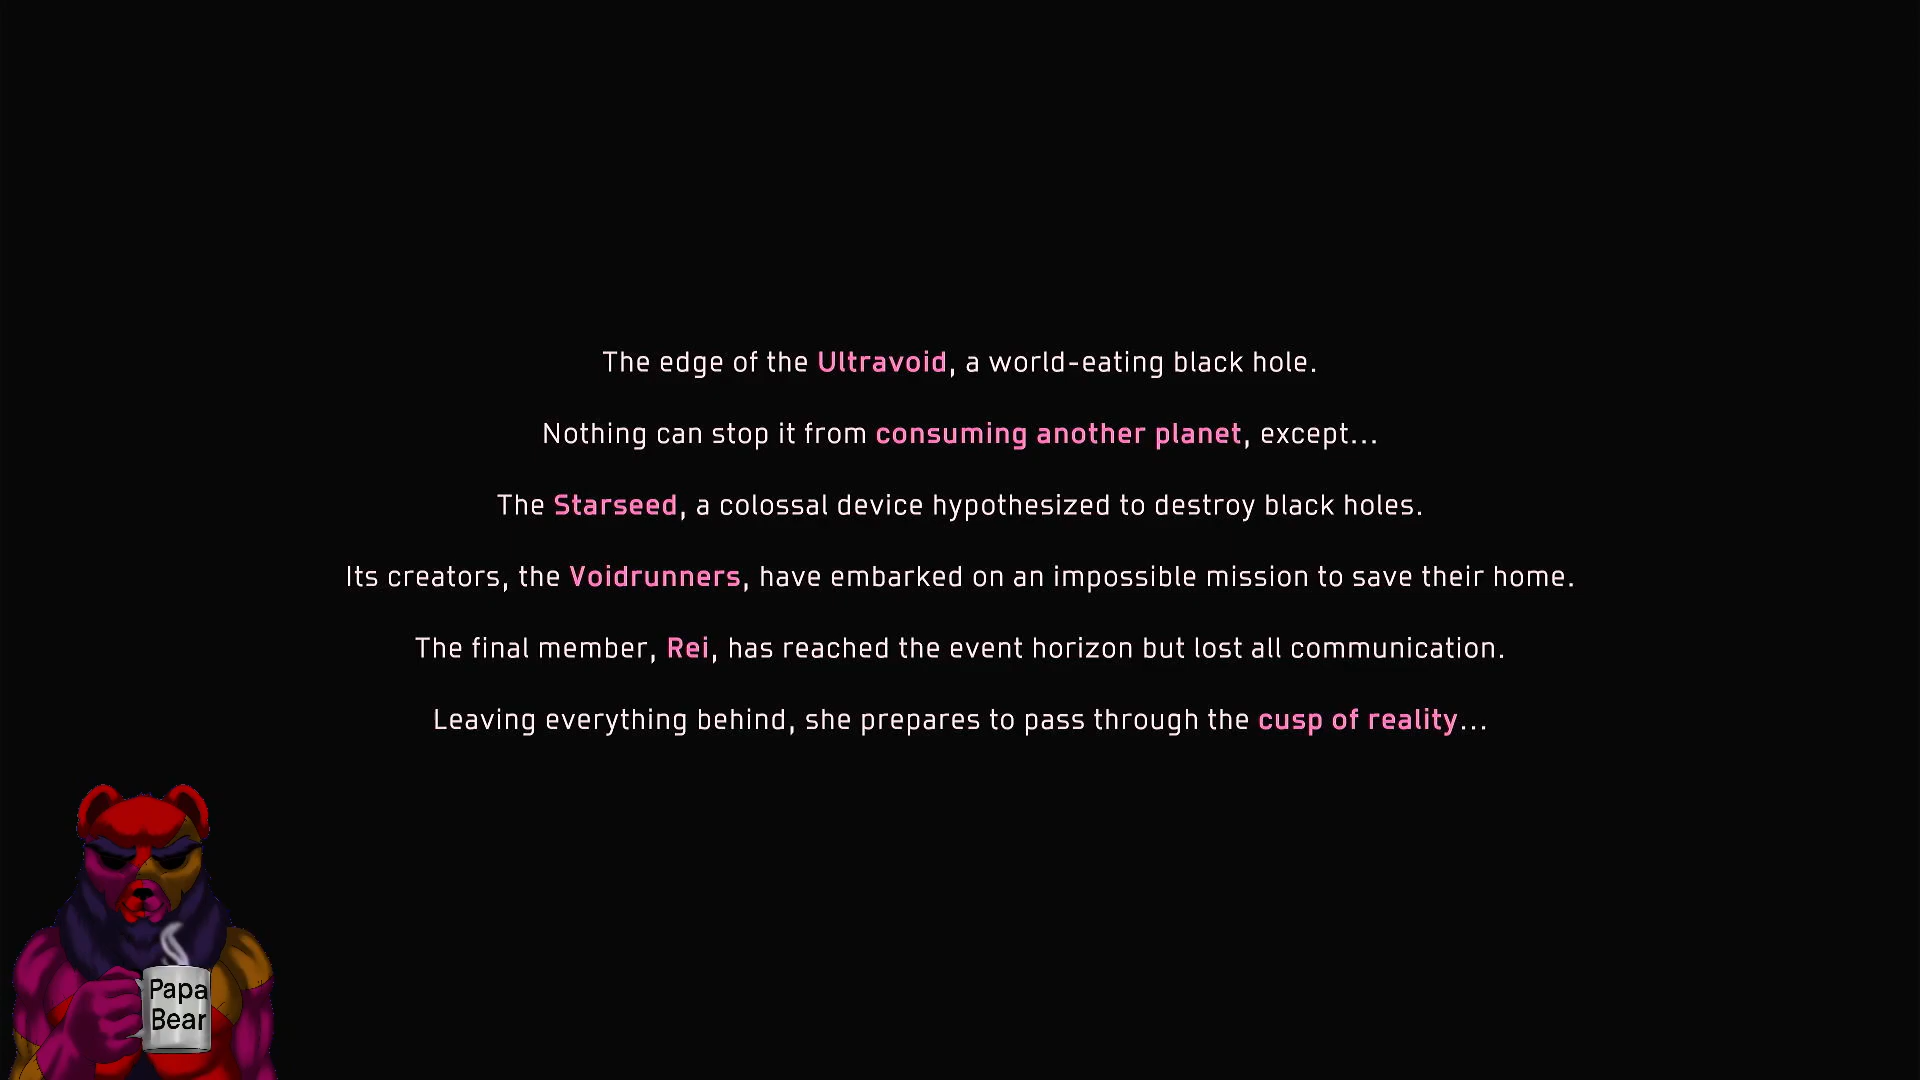 The edge of the Ultravoid, a world-eating black hole.
Nothing can stop it from consuming another planet, except...
The Starseed, a colossal device hypothesized to destroy black holes.
Its creators, the Voidrunners, have embarked on an impossible mission to save their home.
The final member, Rei, has reached the event horizon but lost all communication.
Leaving everything behind, she prepares to pass through the cusp of reality...
Papa
Bear